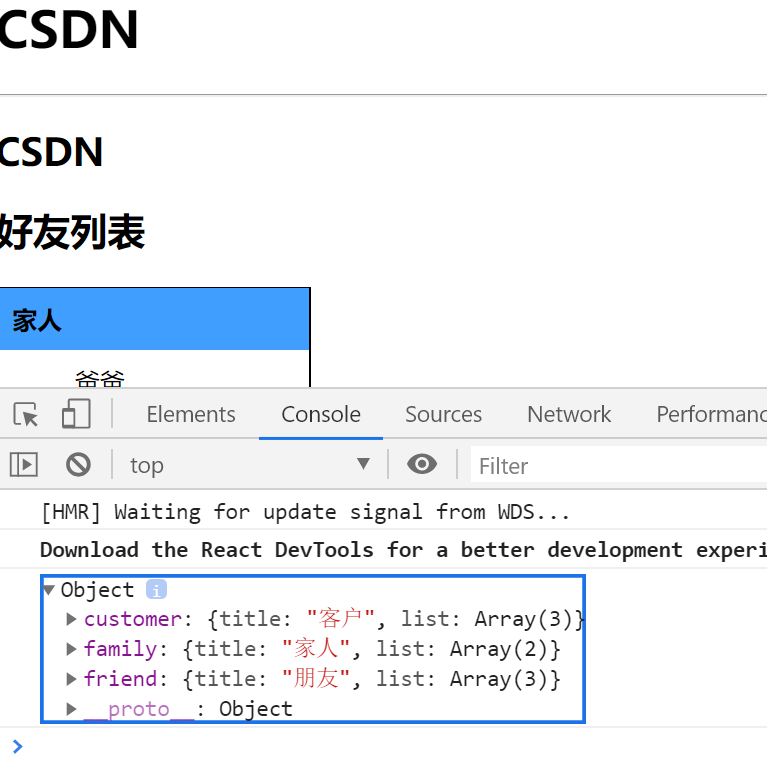 CSDN
CSDN
好友列表
家人
爸爸
Elements Console Sources Network Performanc
top Filter
[HMR] Waiting for update signal from WDS...
Download the React DevTools for a better development experi
Object i
customer: {title: "客户", list: Array(3)}
family: {title: "家人", list: Array(2)}
friend: {title: "朋友", list: Array(3)}
__proto__: Object